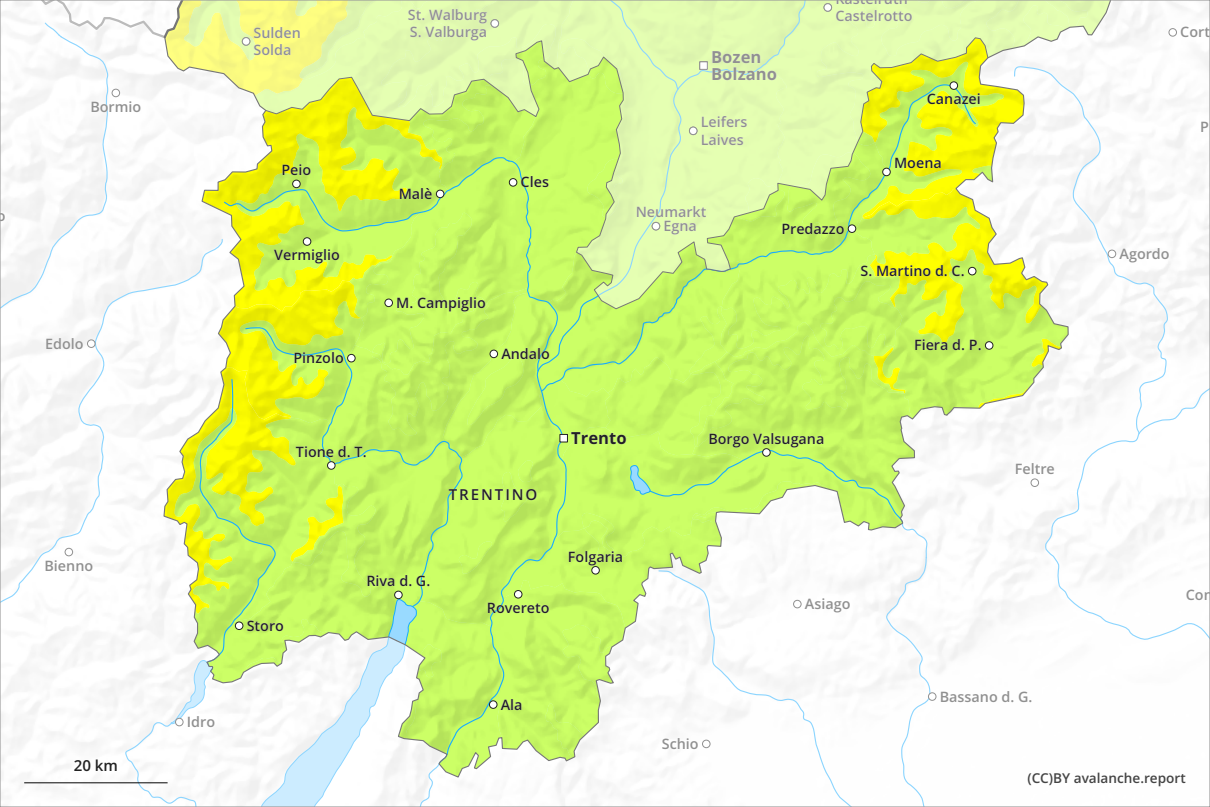 Kastelruth
Castelrotto
St. Walburg
S. Valburga
Sulden
Solda
Cort
Bozen
Bolzano
Bormio
Canazei
Leifers
Laives
P
Moena
Peio
Malè
Cles
Neumarkt
Egna
Predazzo
Vermiglio
Agordo
S. Martino d. C.
M. Campiglio
Edolo
Pinzolo
Andalo
Fiera d. P.
Trento
Borgo Valsugana
Tione d. T.
Feltre
TRENTINO
Bienno
Folgaria
Riva d. G.
Cor
Rovereto
Asiago
Storo
Bassano d. G.
Ala
Idro
Schio
20 km
(CC)BY avalanche.report